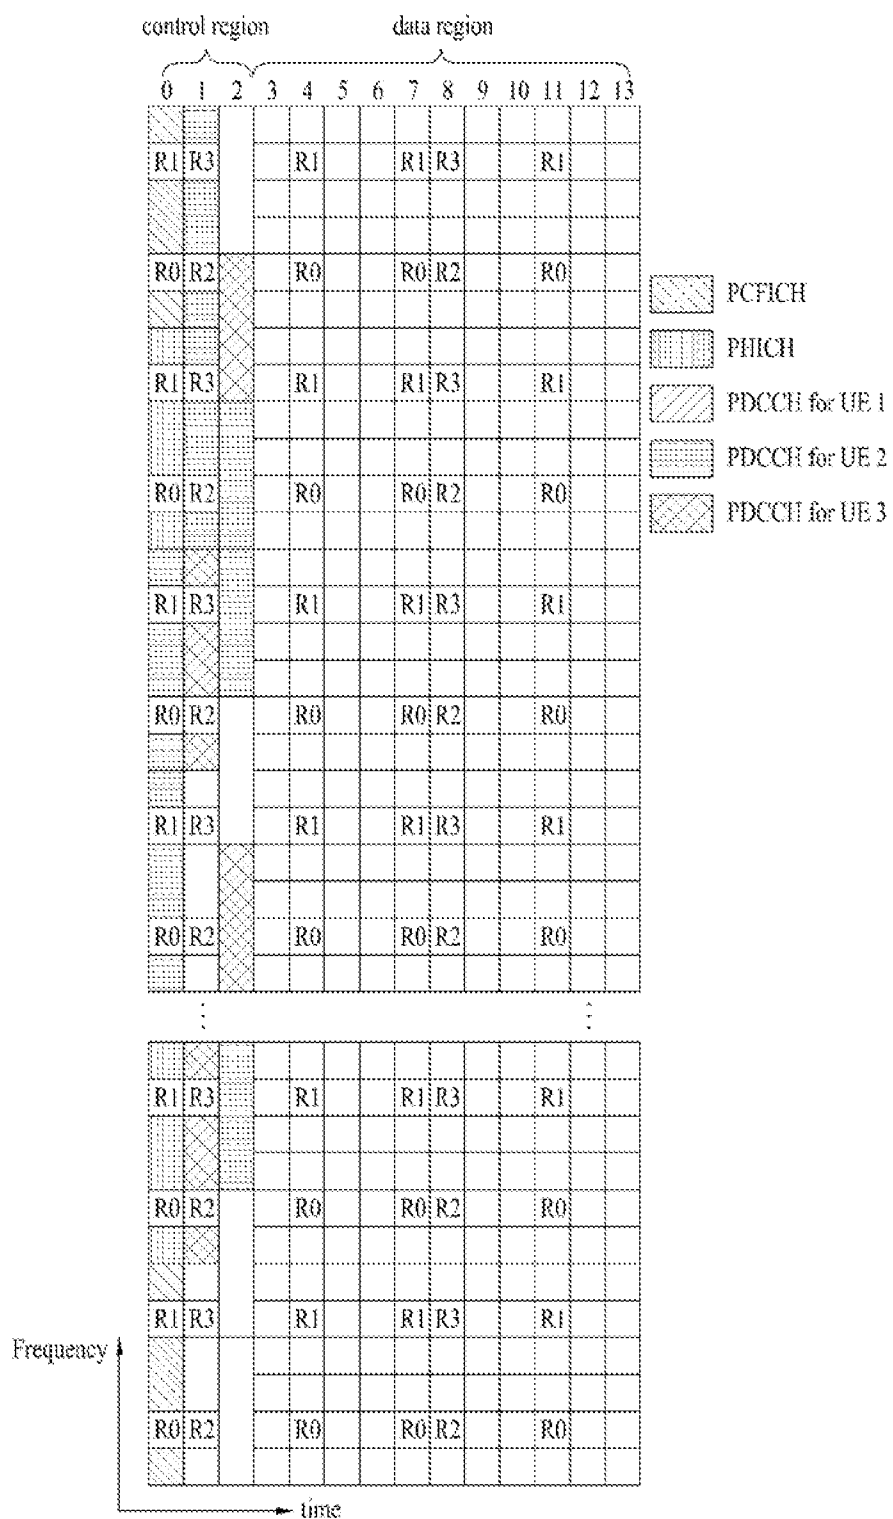 control region data region
0 1 2 3 4 5 6 7 8 9 10 11 12 13
R1 R3 R1 R1 R3 R1
R0 R2 R0 R0 R2 R0
PCFICH
PHICH
R1 R3 R1 R1 R3 R1
PDCCH for UE 1
PDCCH for UE 2
R0 R2 R0 R0 R2 R0
PDCCH for UE 3
R1 R3 R1 R1 R3 R1
R0 R2 R0 R0 R2 R0
R1 R3 R1 R1 R3 R1
R0 R2 R0 R0 R2 R0
R1 R3 R1 R1 R3 R1
R0 R2 R0 R0 R2 R0
R1 R3 R1 R1 R3 R1
Frequency
R0 R2 R0 R0 R2 R0
time